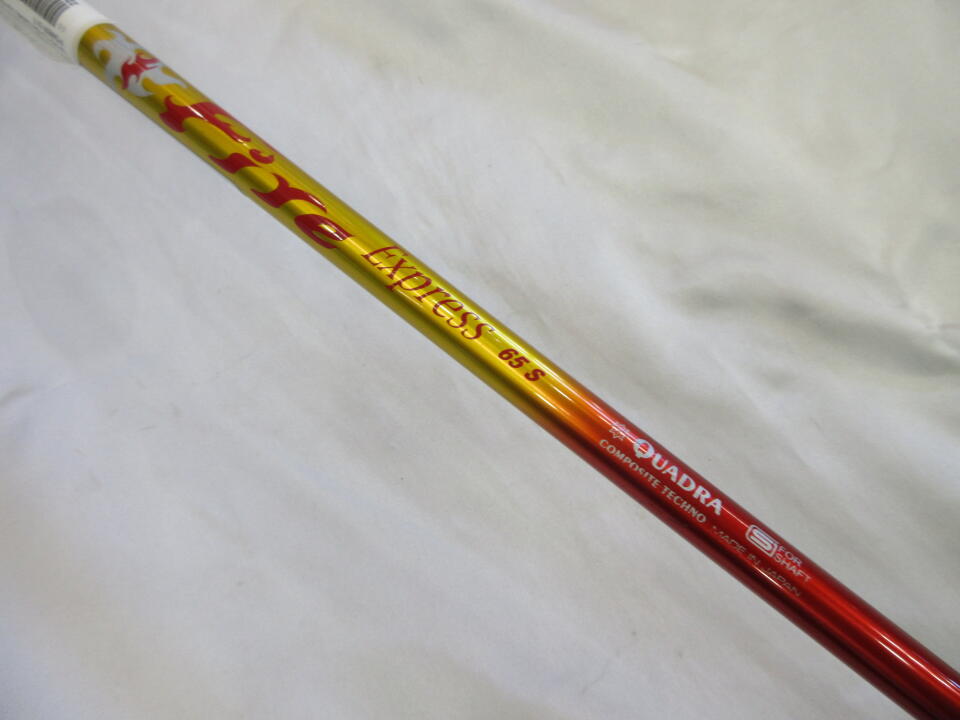 Fire
Express 65 S
QUADRA
COMPOSITE TECHNO
S FOR SHAFT
MADE IN JAPAN